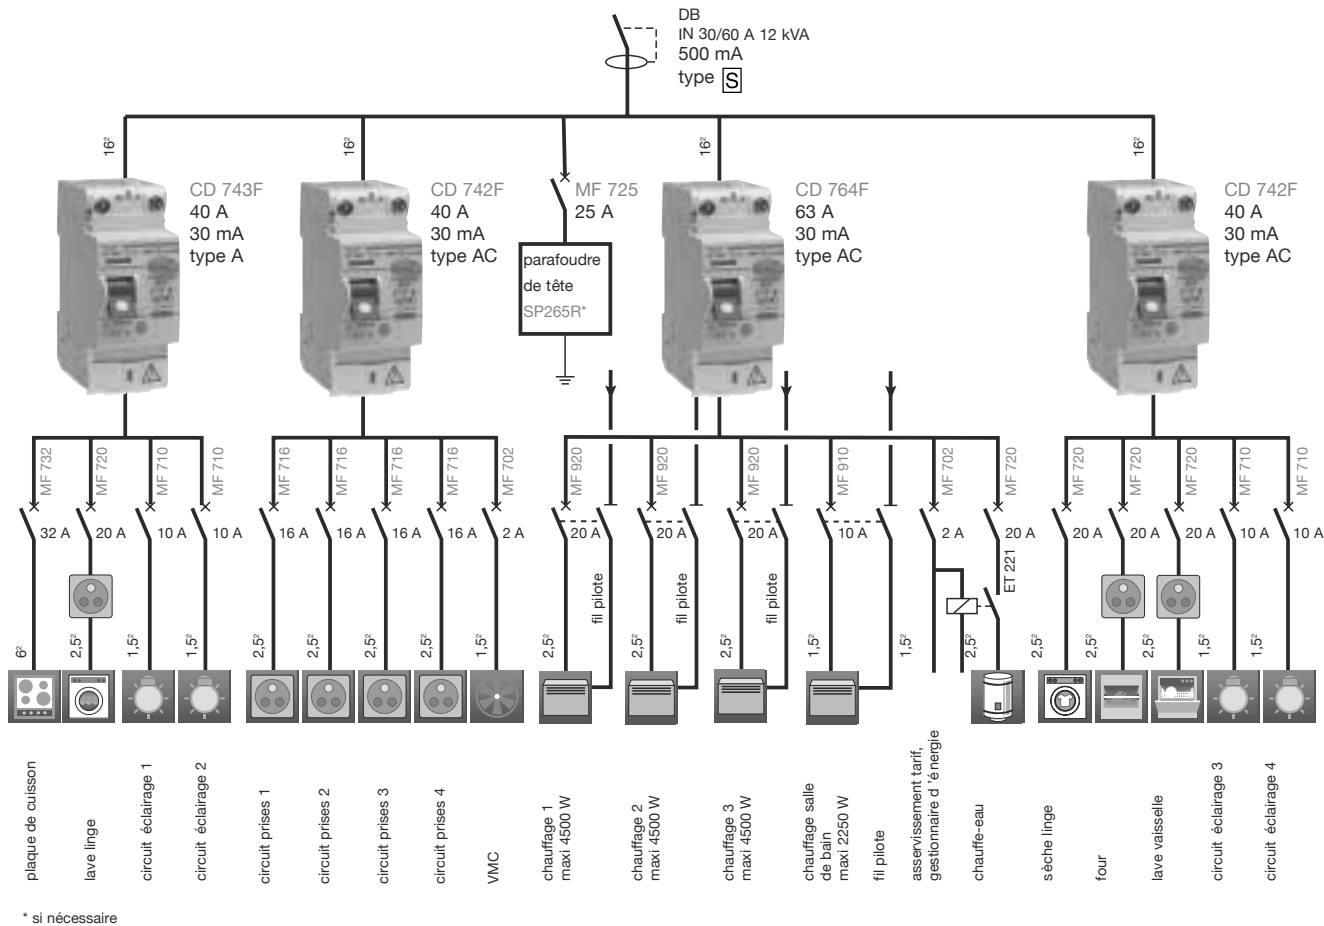 DB
IN 30/60 A 12 kVA
500 mA
type S
16²
16²
16²
16²
CD 743F
40 A
30 mA
type A
CD 742F
40 A
30 mA
type AC
MF 725
25 A
parafoudre
de tête
SP265R*
CD 764F
63 A
30 mA
type AC
CD 742F
40 A
30 mA
type AC
MF 732
MF 720
MF 710
MF 710
MF 716
MF 716
MF 716
MF 716
MF 702
MF 920
MF 920
MF 920
MF 910
MF 702
MF 720
MF 720
MF 720
MF 720
MF 710
MF 710
32 A
20 A
10 A
10 A
16 A
16 A
16 A
16 A
2 A
20 A
20 A
20 A
10 A
2 A
20 A
20 A
20 A
20 A
10 A
10 A
ET 221
fil pilote
fil pilote
fil pilote
6²
2,5²
1,5²
1,5²
2,5²
2,5²
2,5²
2,5²
1,5²
2,5²
2,5²
2,5²
1,5²
1,5²
2,5²
2,5²
2,5²
2,5²
1,5²
1,5²
plaque de cuisson
lave linge
circuit éclairage 1
circuit éclairage 2
circuit prises 1
circuit prises 2
circuit prises 3
circuit prises 4
VMC
chauffage 1
maxi 4500 W
chauffage 2
maxi 4500 W
chauffage 3
maxi 4500 W
chauffage salle
de bain
maxi 2250 W
fil pilote
asservissement tarif,
gestionnaire d 'énergie
chauffe-eau
sèche linge
four
lave vaisselle
circuit éclairage 3
circuit éclairage 4
* si nécessaire